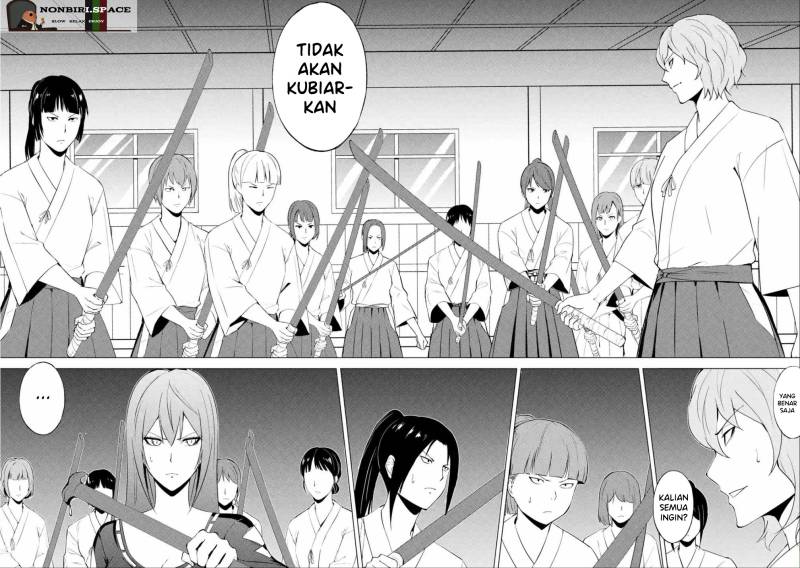 NONBIRI.SPACE
SLOW RELAX ENJOY
TIDAK
AKAN
KUBIAR-
KAN
YANG
BENAR
SAJA
KALIAN
SEMUA
INGIN?
...